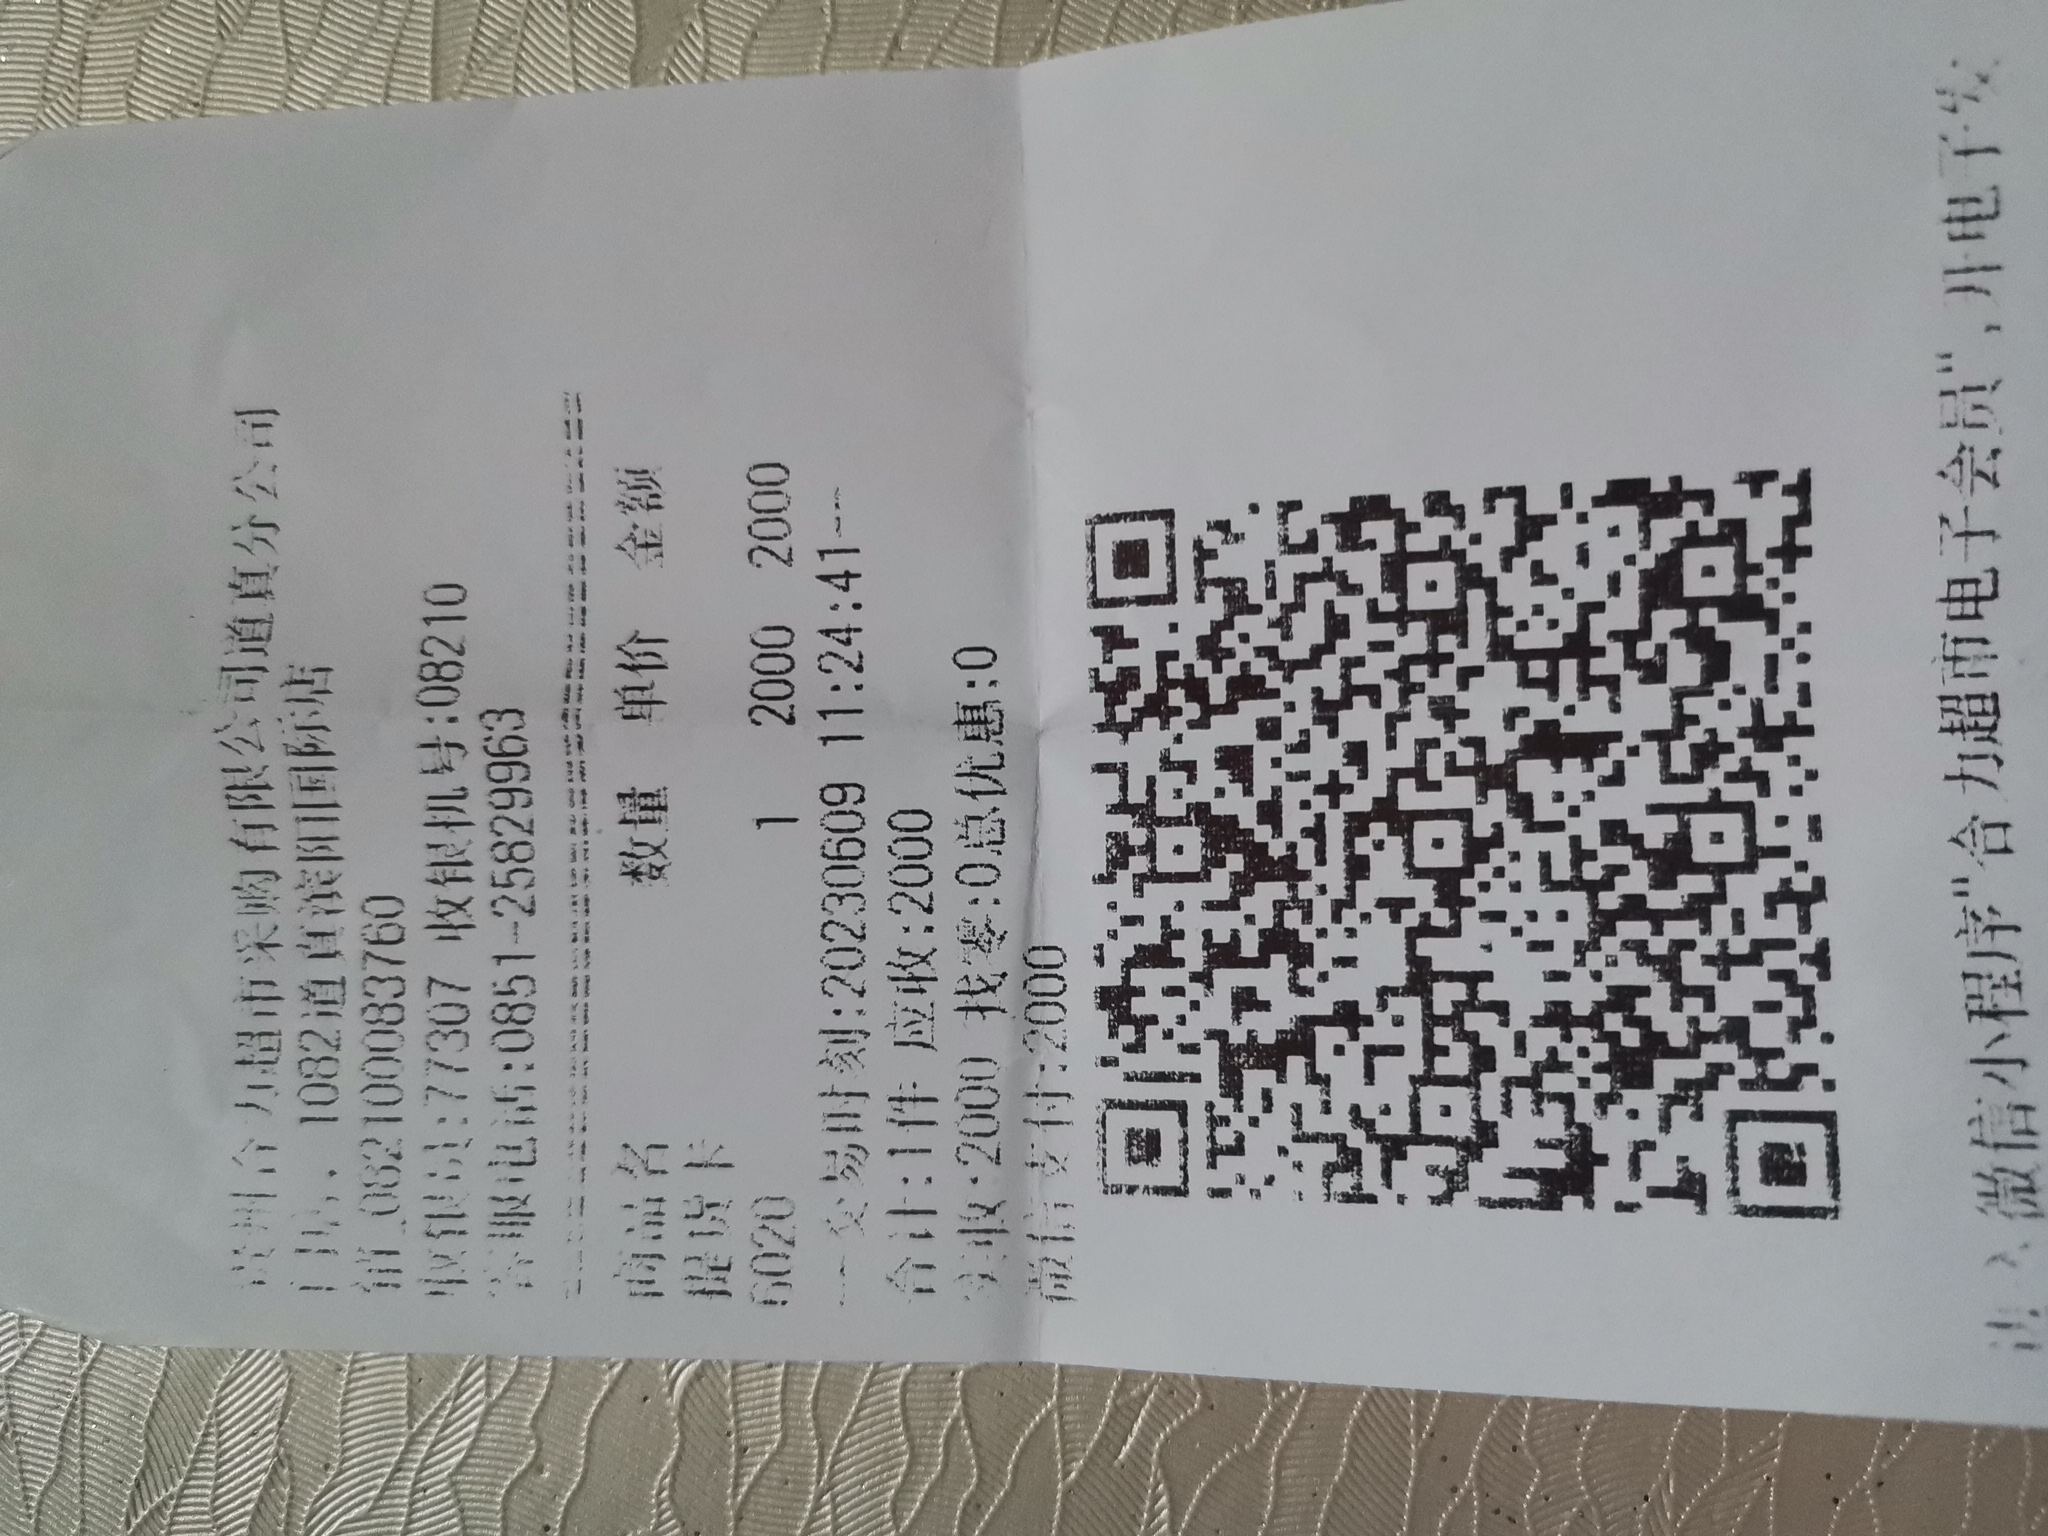 贵州合力超市采购有限公司道真分公司
门店: 1082道真滨阳国际店
销_082100083760
收银员:77307 收银机号:08210
客服电话:0851-25829963
商品名 数量 单价 金额
提货卡
6020 1 2000 2000
---交易时刻:20230609 11:24:41---
合计:1件 应收:2000
实收:2000 找零:0总优惠:0
微信支付:2000
进入微信小程序"合力超市电子会员",开电子发